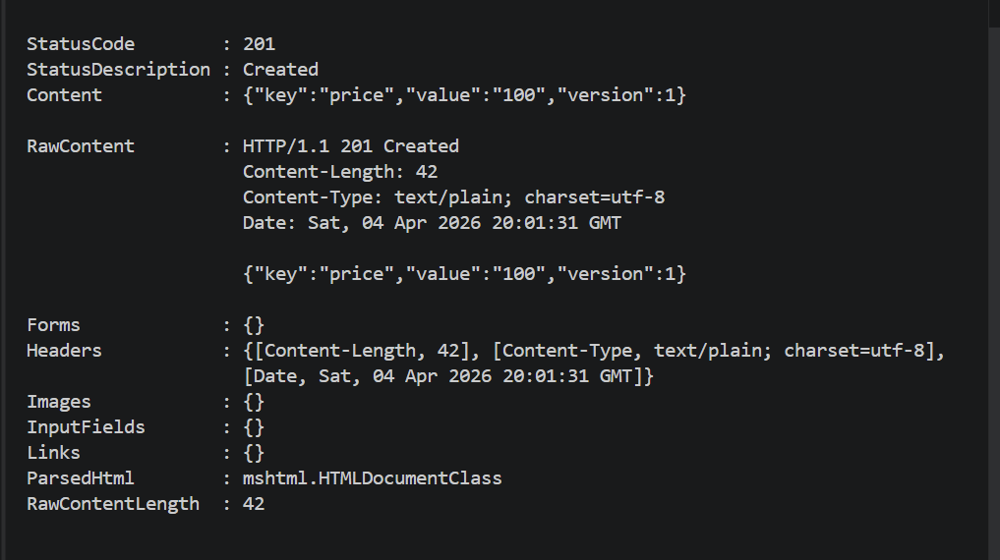 StatusCode        : 201
StatusDescription : Created
Content           : {"key":"price","value":"100","version":1}
RawContent        : HTTP/1.1 201 Created
                    Content-Length: 42
                    Content-Type: text/plain; charset=utf-8
                    Date: Sat, 04 Apr 2026 20:01:31 GMT
                    {"key":"price","value":"100","version":1}
Forms             : {}
Headers           : {[Content-Length, 42], [Content-Type, text/plain; charset=utf-8],
                    [Date, Sat, 04 Apr 2026 20:01:31 GMT]}
Images            : {}
InputFields       : {}
Links             : {}
ParsedHtml        : mshtml.HTMLDocumentClass
RawContentLength  : 42